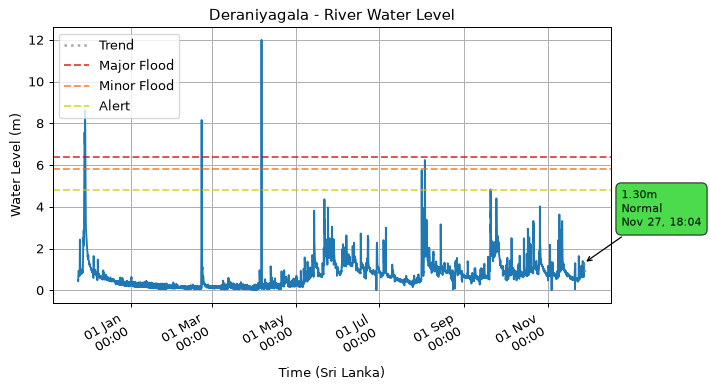 Deraniyagala - River Water Level
Trend
Major Flood
Minor Flood
Alert
12
10
8
6
4
2
0
Water Level (m)
1.30m
Normal
Nov 27, 18:04
01 Jan
00:00
01 Mar
00:00
01 May
00:00
01 Jul
00:00
01 Sep
00:00
01 Nov
00:00
Time (Sri Lanka)